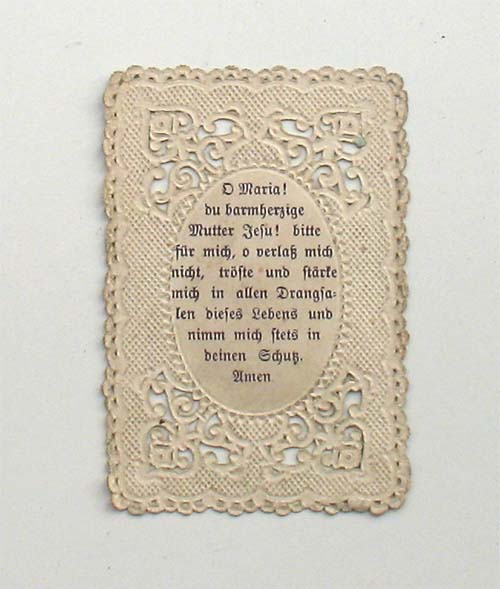 O Maria!
du barmherzige
Mutter Jesu! bitte
für mich, o verlaß mich
nicht, tröste und stärke
mich in allen Drangsa-
len dieses Lebens und
nimm mich stets in
deinen Schutz.
Amen